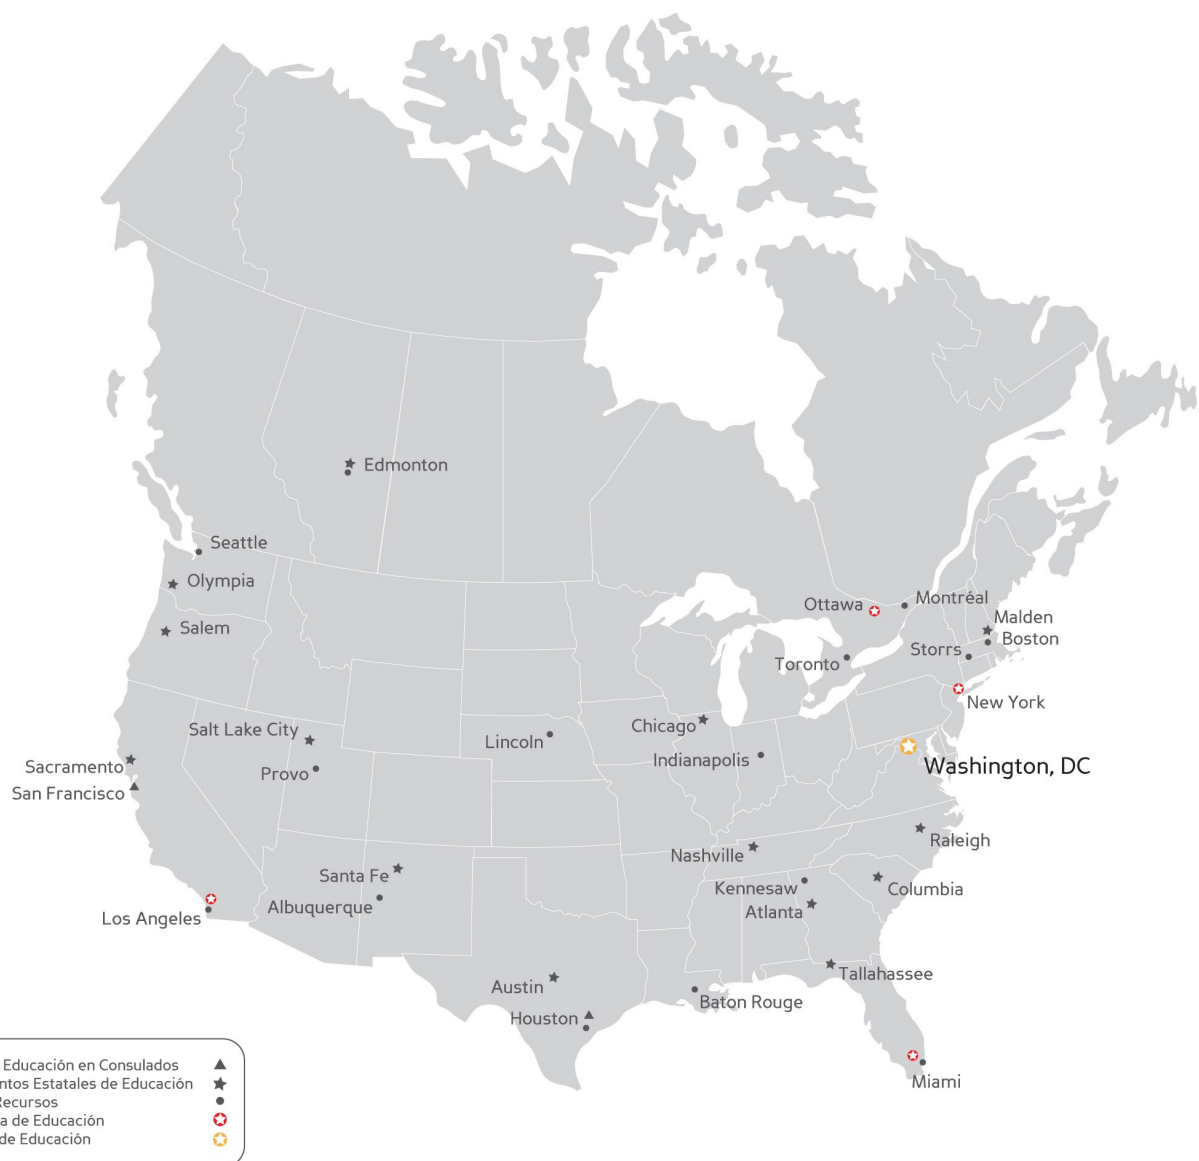 Edmonton
Seattle
Olympia
Salem
Ottawa
Montréal
Malden
Boston
Storrs
Toronto
New York
Chicago
Salt Lake City
Lincoln
Indianapolis
Provo
Washington, DC
Sacramento
San Francisco
Raleigh
Nashville
Santa Fe
Kennesaw
Columbia
Albuquerque
Atlanta
Los Angeles
Tallahassee
Austin
Baton Rouge
Houston
Miami
Educación en Consulados
ntos Estatales de Educación
Recursos
a de Educación
de Educación